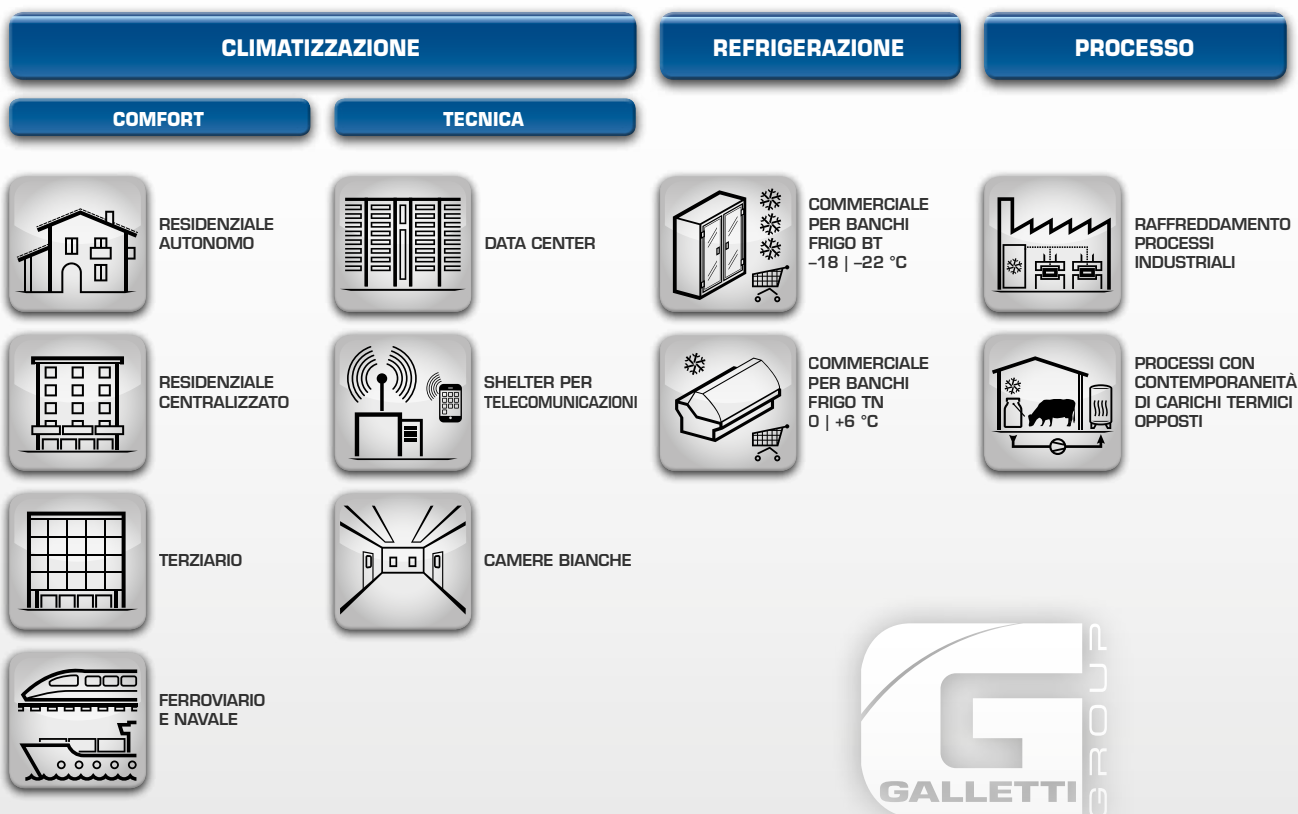 CLIMATIZZAZIONE
REFRIGERAZIONE
PROCESSO
COMFORT
TECNICA
RESIDENZIALE
AUTONOMO
RESIDENZIALE
CENTRALIZZATO
TERZIARIO
FERROVIARIO
E NAVALE
DATA CENTER
SHELTER PER
TELECOMUNICAZIONI
CAMERE BIANCHE
COMMERCIALE
PER BANCHI
FRIGO BT
–18 | –22 °C
COMMERCIALE
PER BANCHI
FRIGO TN
0 | +6 °C
RAFFREDDAMENTO
PROCESSI
INDUSTRIALI
PROCESSI CON
CONTEMPORANEITÀ
DI CARICHI TERMICI
OPPOSTI
G
GALLETTI
GROUP